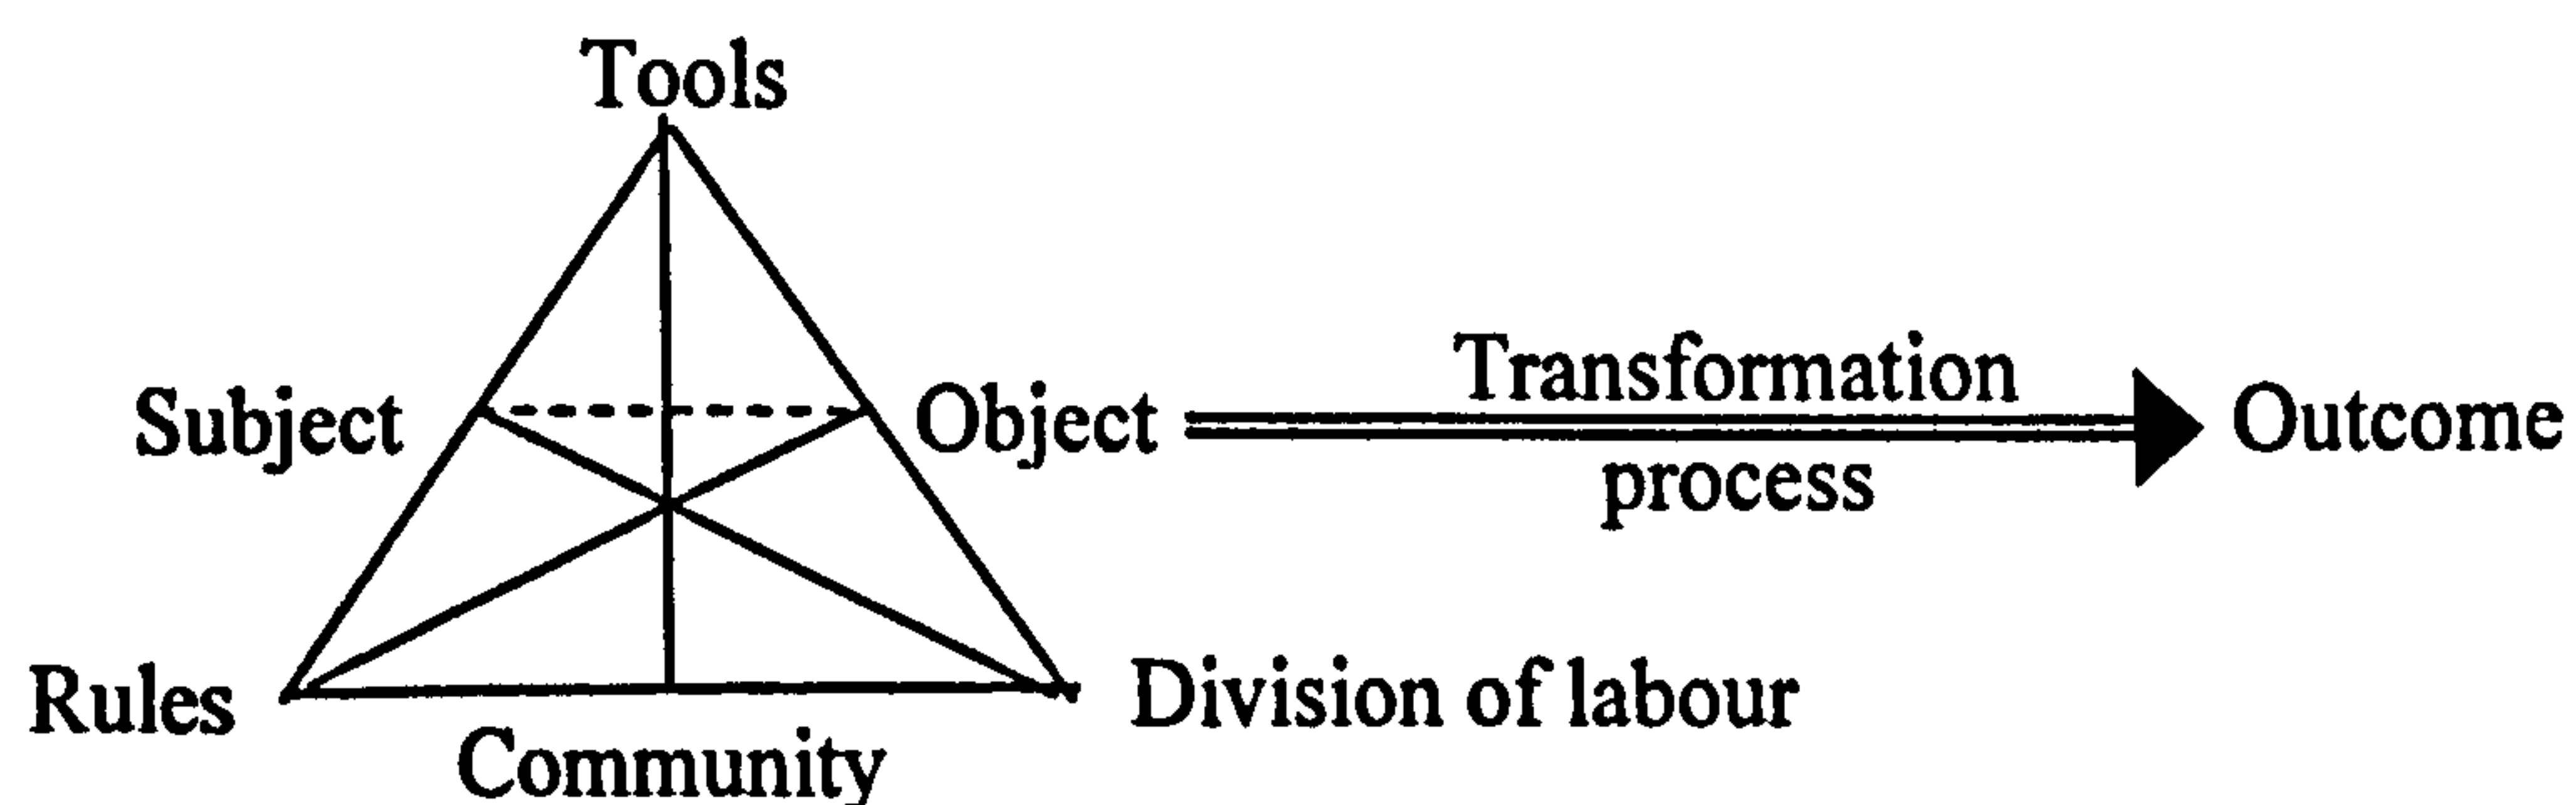 Tools
Subject
Object
Transformation
process
Outcome
Rules
Community
Division of labour